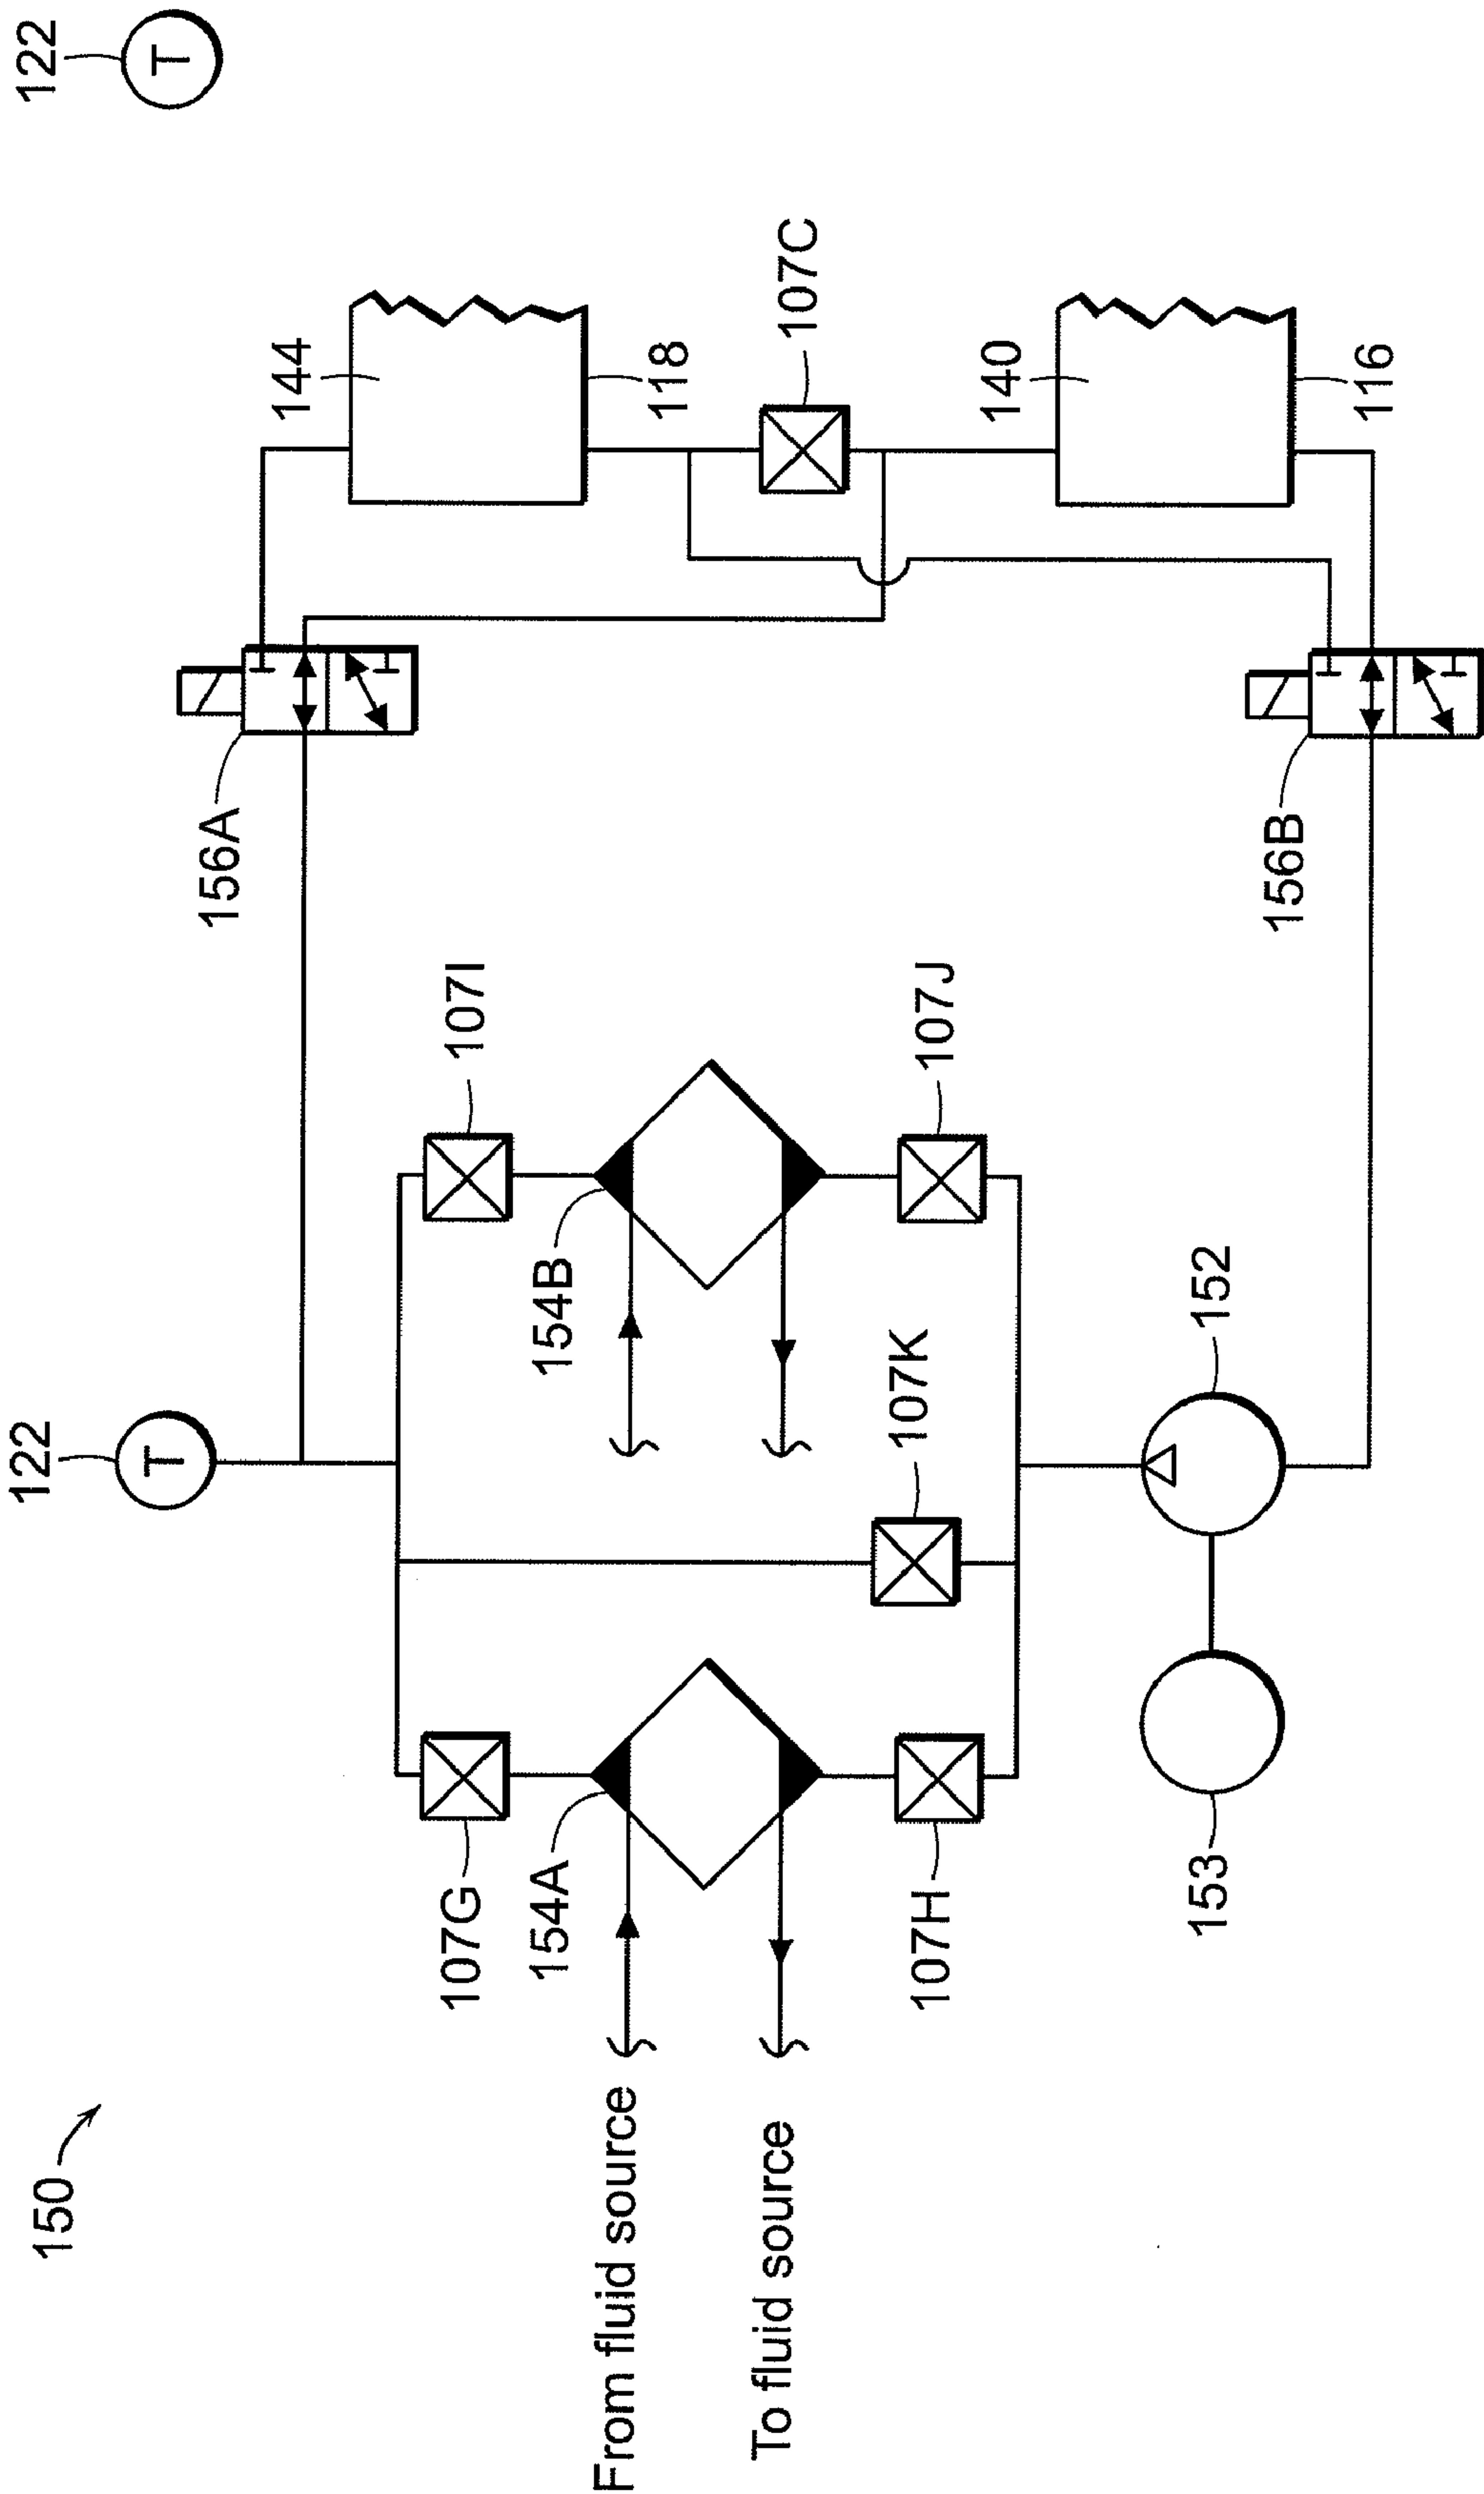 150
From fluid source
To fluid source
107G
154A
107H
153
122
T
107K
152
154B
107I
107J
156A
156B
144
118
107C
140
116
122
T